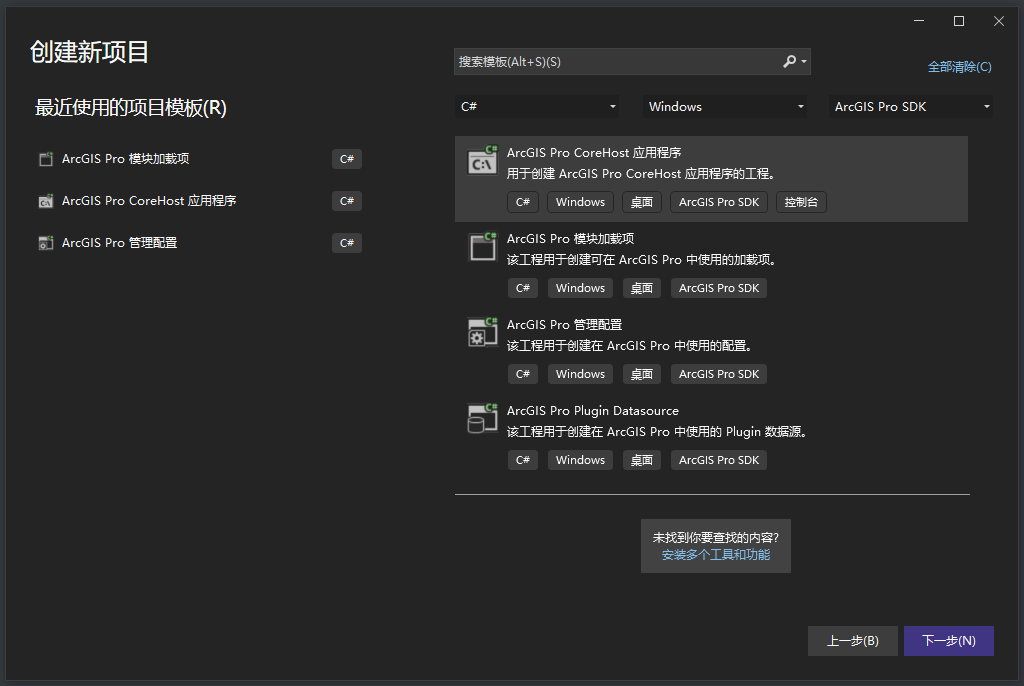 创建新项目
搜索模板(Alt+S)(S)
全部清除(C)
最近使用的项目模板(R)
C#
Windows
ArcGIS Pro SDK
ArcGIS Pro 模块加载项
C#
ArcGIS Pro CoreHost 应用程序
C#
ArcGIS Pro 管理配置
C#
ArcGIS Pro CoreHost 应用程序
用于创建 ArcGIS Pro CoreHost 应用程序的工程。
C# Windows 桌面 ArcGIS Pro SDK 控制台
ArcGIS Pro 模块加载项
该工程用于创建可在 ArcGIS Pro 中使用的加载项。
C# Windows 桌面 ArcGIS Pro SDK
ArcGIS Pro 管理配置
该工程用于创建在 ArcGIS Pro 中使用的配置。
C# Windows 桌面 ArcGIS Pro SDK
ArcGIS Pro Plugin Datasource
该工程用于创建在 ArcGIS Pro 中使用的 Plugin 数据源。
C# Windows 桌面 ArcGIS Pro SDK
未找到你要查找的内容?
安装多个工具和功能
上一步(B)
下一步(N)